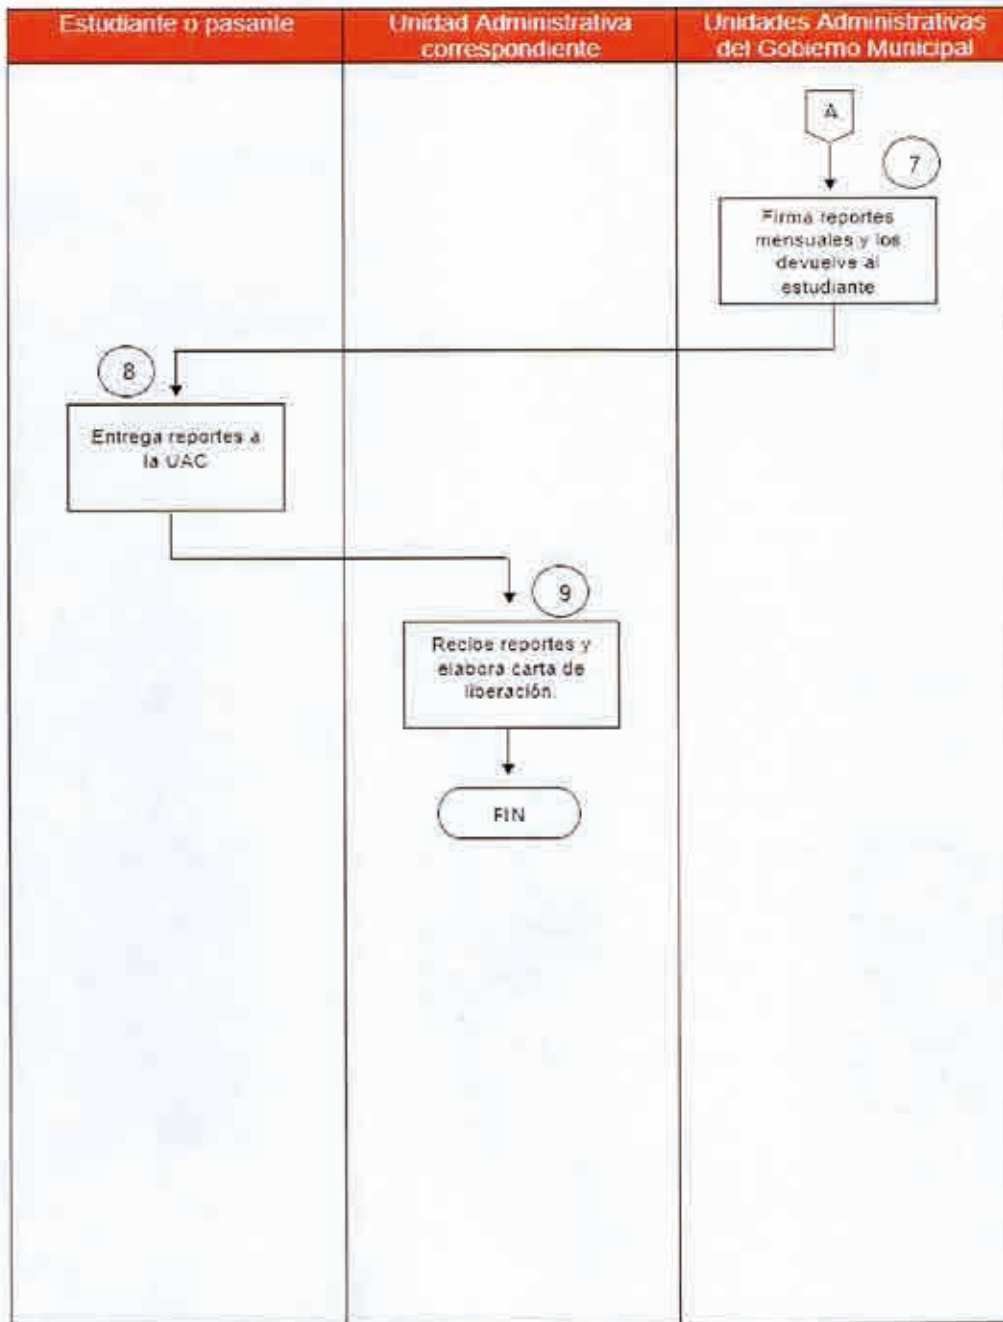 Estudiante o pasante
Unidad Administrativa
correspondiente
Unidades Administrativas
del Gobierno Municipal
A
7
Firma reportes
mensuales y los
devuelve al
estudiante
8
Entrega reportes a
la UAC
9
Recibe reportes y
elabora carta de
liberación.
FIN